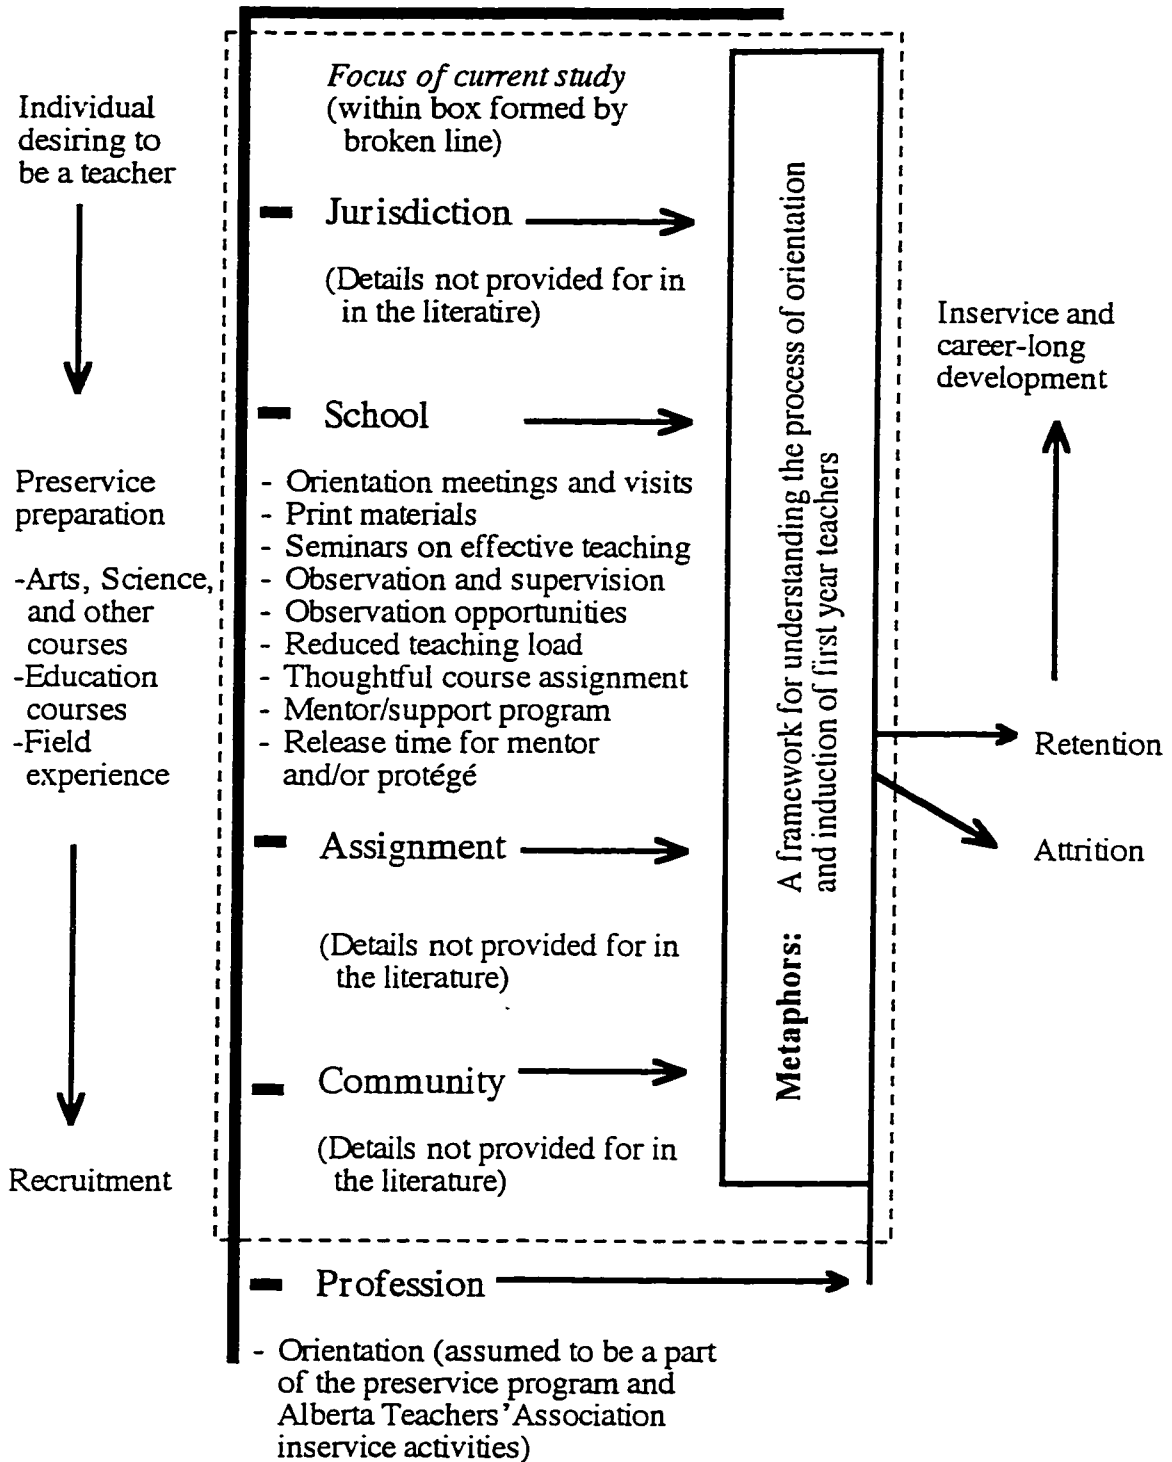 Individual
desiring to
be a teacher
Preservice
preparation
-Arts, Science,
and other
courses
-Education
courses
-Field
experience
Recruitment
Focus of current study
(within box formed by
broken line)
Jurisdiction
(Details not provided for in
in the literatire)
School
- Orientation meetings and visits
- Print materials
- Seminars on effective teaching
- Observation and supervision
- Observation opportunities
- Reduced teaching load
- Thoughtful course assignment
- Mentor/support program
- Release time for mentor
and/or protégé
Assignment
(Details not provided for in
the literature)
Community
(Details not provided for in
the literature)
Profession
- Orientation (assumed to be a part
of the preservice program and
Alberta Teachers' Association
inservice activities)
Metaphors: A framework for understanding the process of orientation
and induction of first year teachers
Inservice and
career-long
development
Retention
Attrition